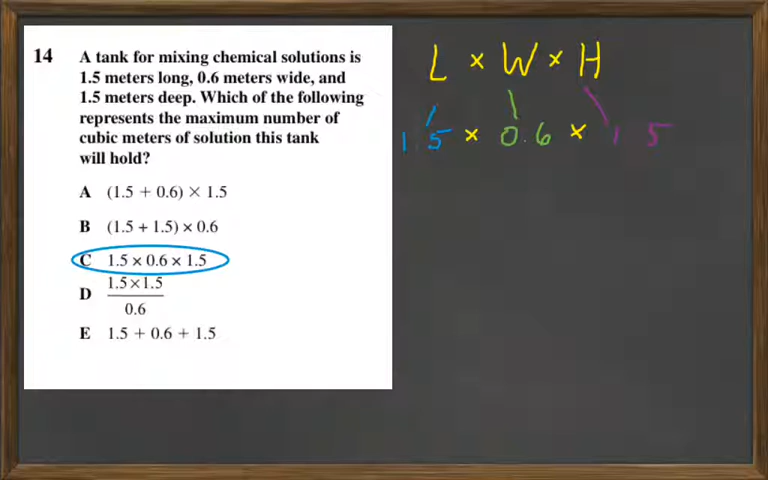 14 A tank for mixing chemical solutions is
1.5 meters long, 0.6 meters wide, and
1.5 meters deep. Which of the following
represents the maximum number of
cubic meters of solution this tank
will hold?
A (1.5 + 0.6) × 1.5
B (1.5 + 1.5) × 0.6
C 1.5 × 0.6 × 1.5
D 1.5 × 1.5
0.6
E 1.5 + 0.6 + 1.5
L × W × H
1.5 × 0.6 × 1.5